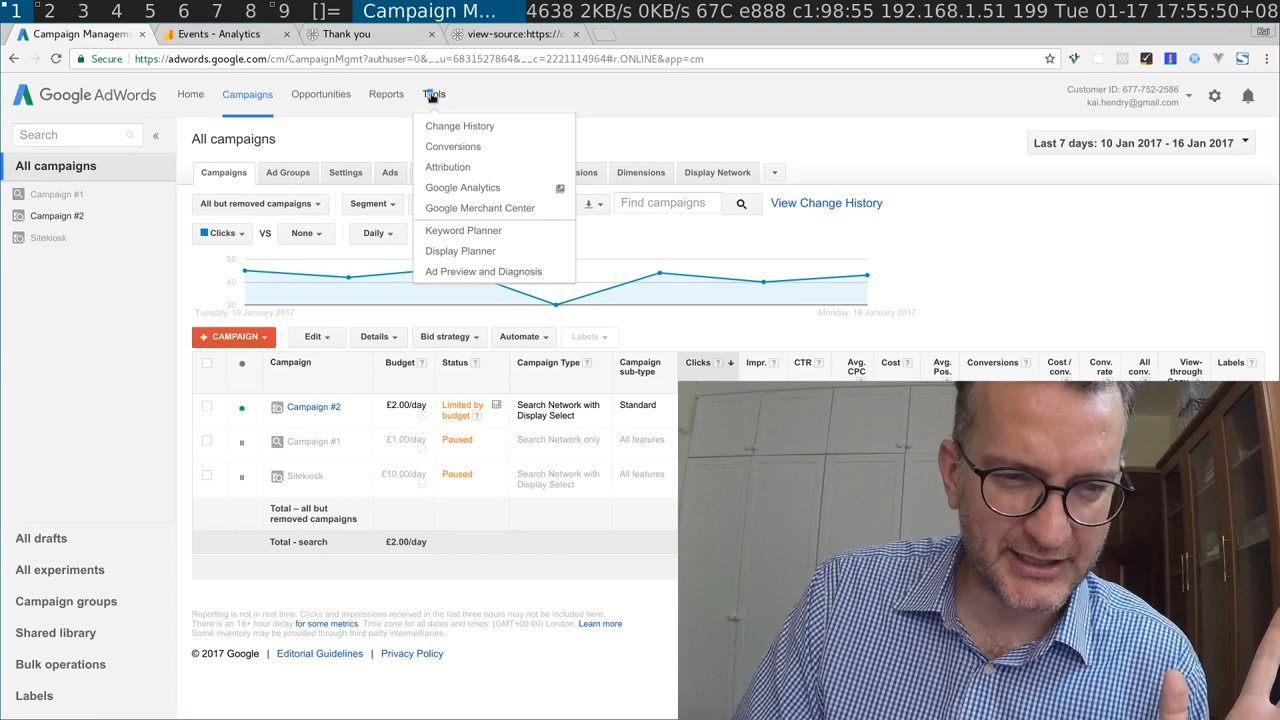 1 2 3 4 5 6 7 8 9 []= Campaign M... 4638 2KB/s 0KB/s 67C e888 c1:98:55 192.168.1.51 199 Tue 01-17 17:55:50+08
Campaign Manageme × Events - Analytics × Thank you × view-source:https://c × Kai
Secure https://adwords.google.com/cm/CampaignMgmt?authuser=0&__u=6831527864&__c=2221114964#r.ONLINE&app=cm
Google AdWords Home Campaigns Opportunities Reports Tools
Customer ID: 677-752-2586
kai.hendry@gmail.com
Search «
All campaigns
Campaign #1
Campaign #2
Sitekiosk
All drafts
All experiments
Campaign groups
Shared library
Bulk operations
Labels
All campaigns
Last 7 days: 10 Jan 2017 - 16 Jan 2017
Change History
Conversions
Attribution
Google Analytics
Google Merchant Center
Keyword Planner
Display Planner
Ad Preview and Diagnosis
Campaigns Ad Groups Settings Ads sions Dimensions Display Network
All but removed campaigns Segment Find campaigns View Change History
Clicks VS None Daily
50
40
30
Tuesday, 10 January 2017 Monday, 16 January 2017
+ CAMPAIGN Edit Details Bid strategy Automate Labels
Campaign Budget ? Status ? Campaign Type ? Campaign sub-type Clicks ? Impr. ? CTR ? Avg. CPC Cost ? Avg. Pos. Conversions ? Cost / conv. Conv. rate All conv. View-through Labels ?
Campaign #2 £2.00/day Limited by budget ? Search Network with Display Select Standard
Campaign #1 £1.00/day Paused Search Network only All features
Sitekiosk £10.00/day Paused Search Network with Display Select All features
Total – all but removed campaigns
Total - search £2.00/day
Reporting is not in real time. Clicks and impressions received in the last three hours may not be included here.
There is an 18+ hour delay for some metrics. Time zone for all dates and times: (GMT+00:00) London. Learn more
Some inventory may be provided through third party intermediaries.
© 2017 Google | Editorial Guidelines | Privacy Policy